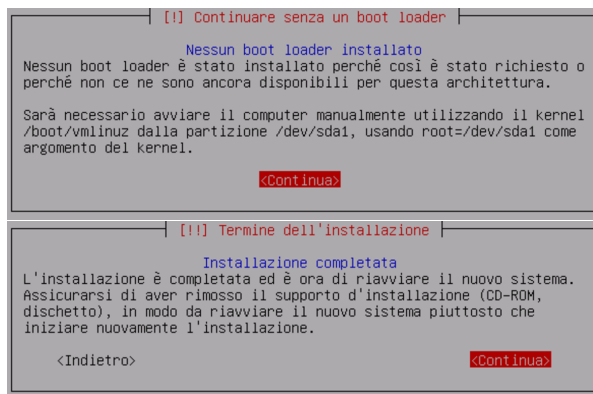 [!] Continuare senza un boot loader
Nessun boot loader installato
Nessun boot loader è stato installato perché così è stato richiesto o
perché non ce ne sono ancora disponibili per questa architettura.
Sarà necessario avviare il computer manualmente utilizzando il kernel
/boot/vmlinuz dalla partizione /dev/sda1, usando root=/dev/sda1 come
argomento del kernel.
<Continua>
[!!] Termine dell'installazione
Installazione completata
L'installazione è completata ed è ora di riavviare il nuovo sistema.
Assicurarsi di aver rimosso il supporto d'installazione (CD-ROM,
dischetto), in modo da riavviare il nuovo sistema piuttosto che
iniziare nuovamente l'installazione.
<Indietro> <Continua>